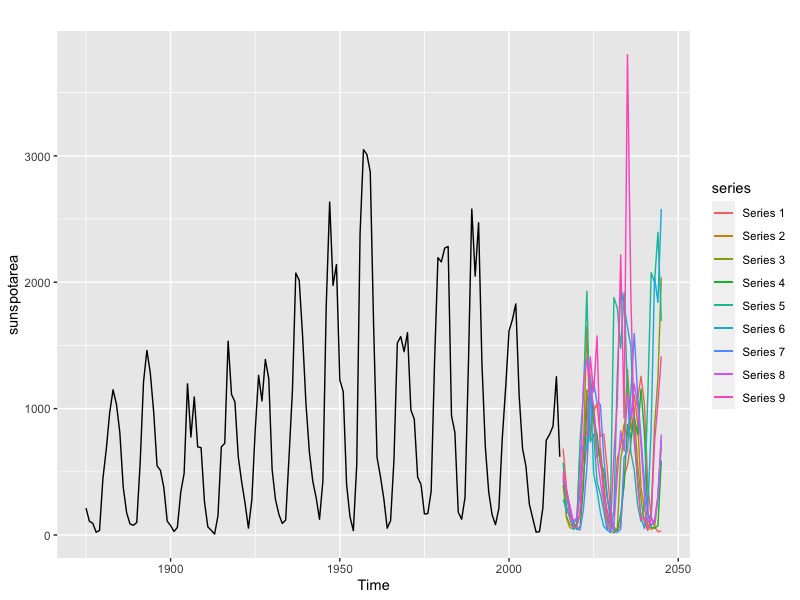 sunspotarea
3000
2000
1000
0
1900
1950
2000
2050
Time
series
Series 1
Series 2
Series 3
Series 4
Series 5
Series 6
Series 7
Series 8
Series 9